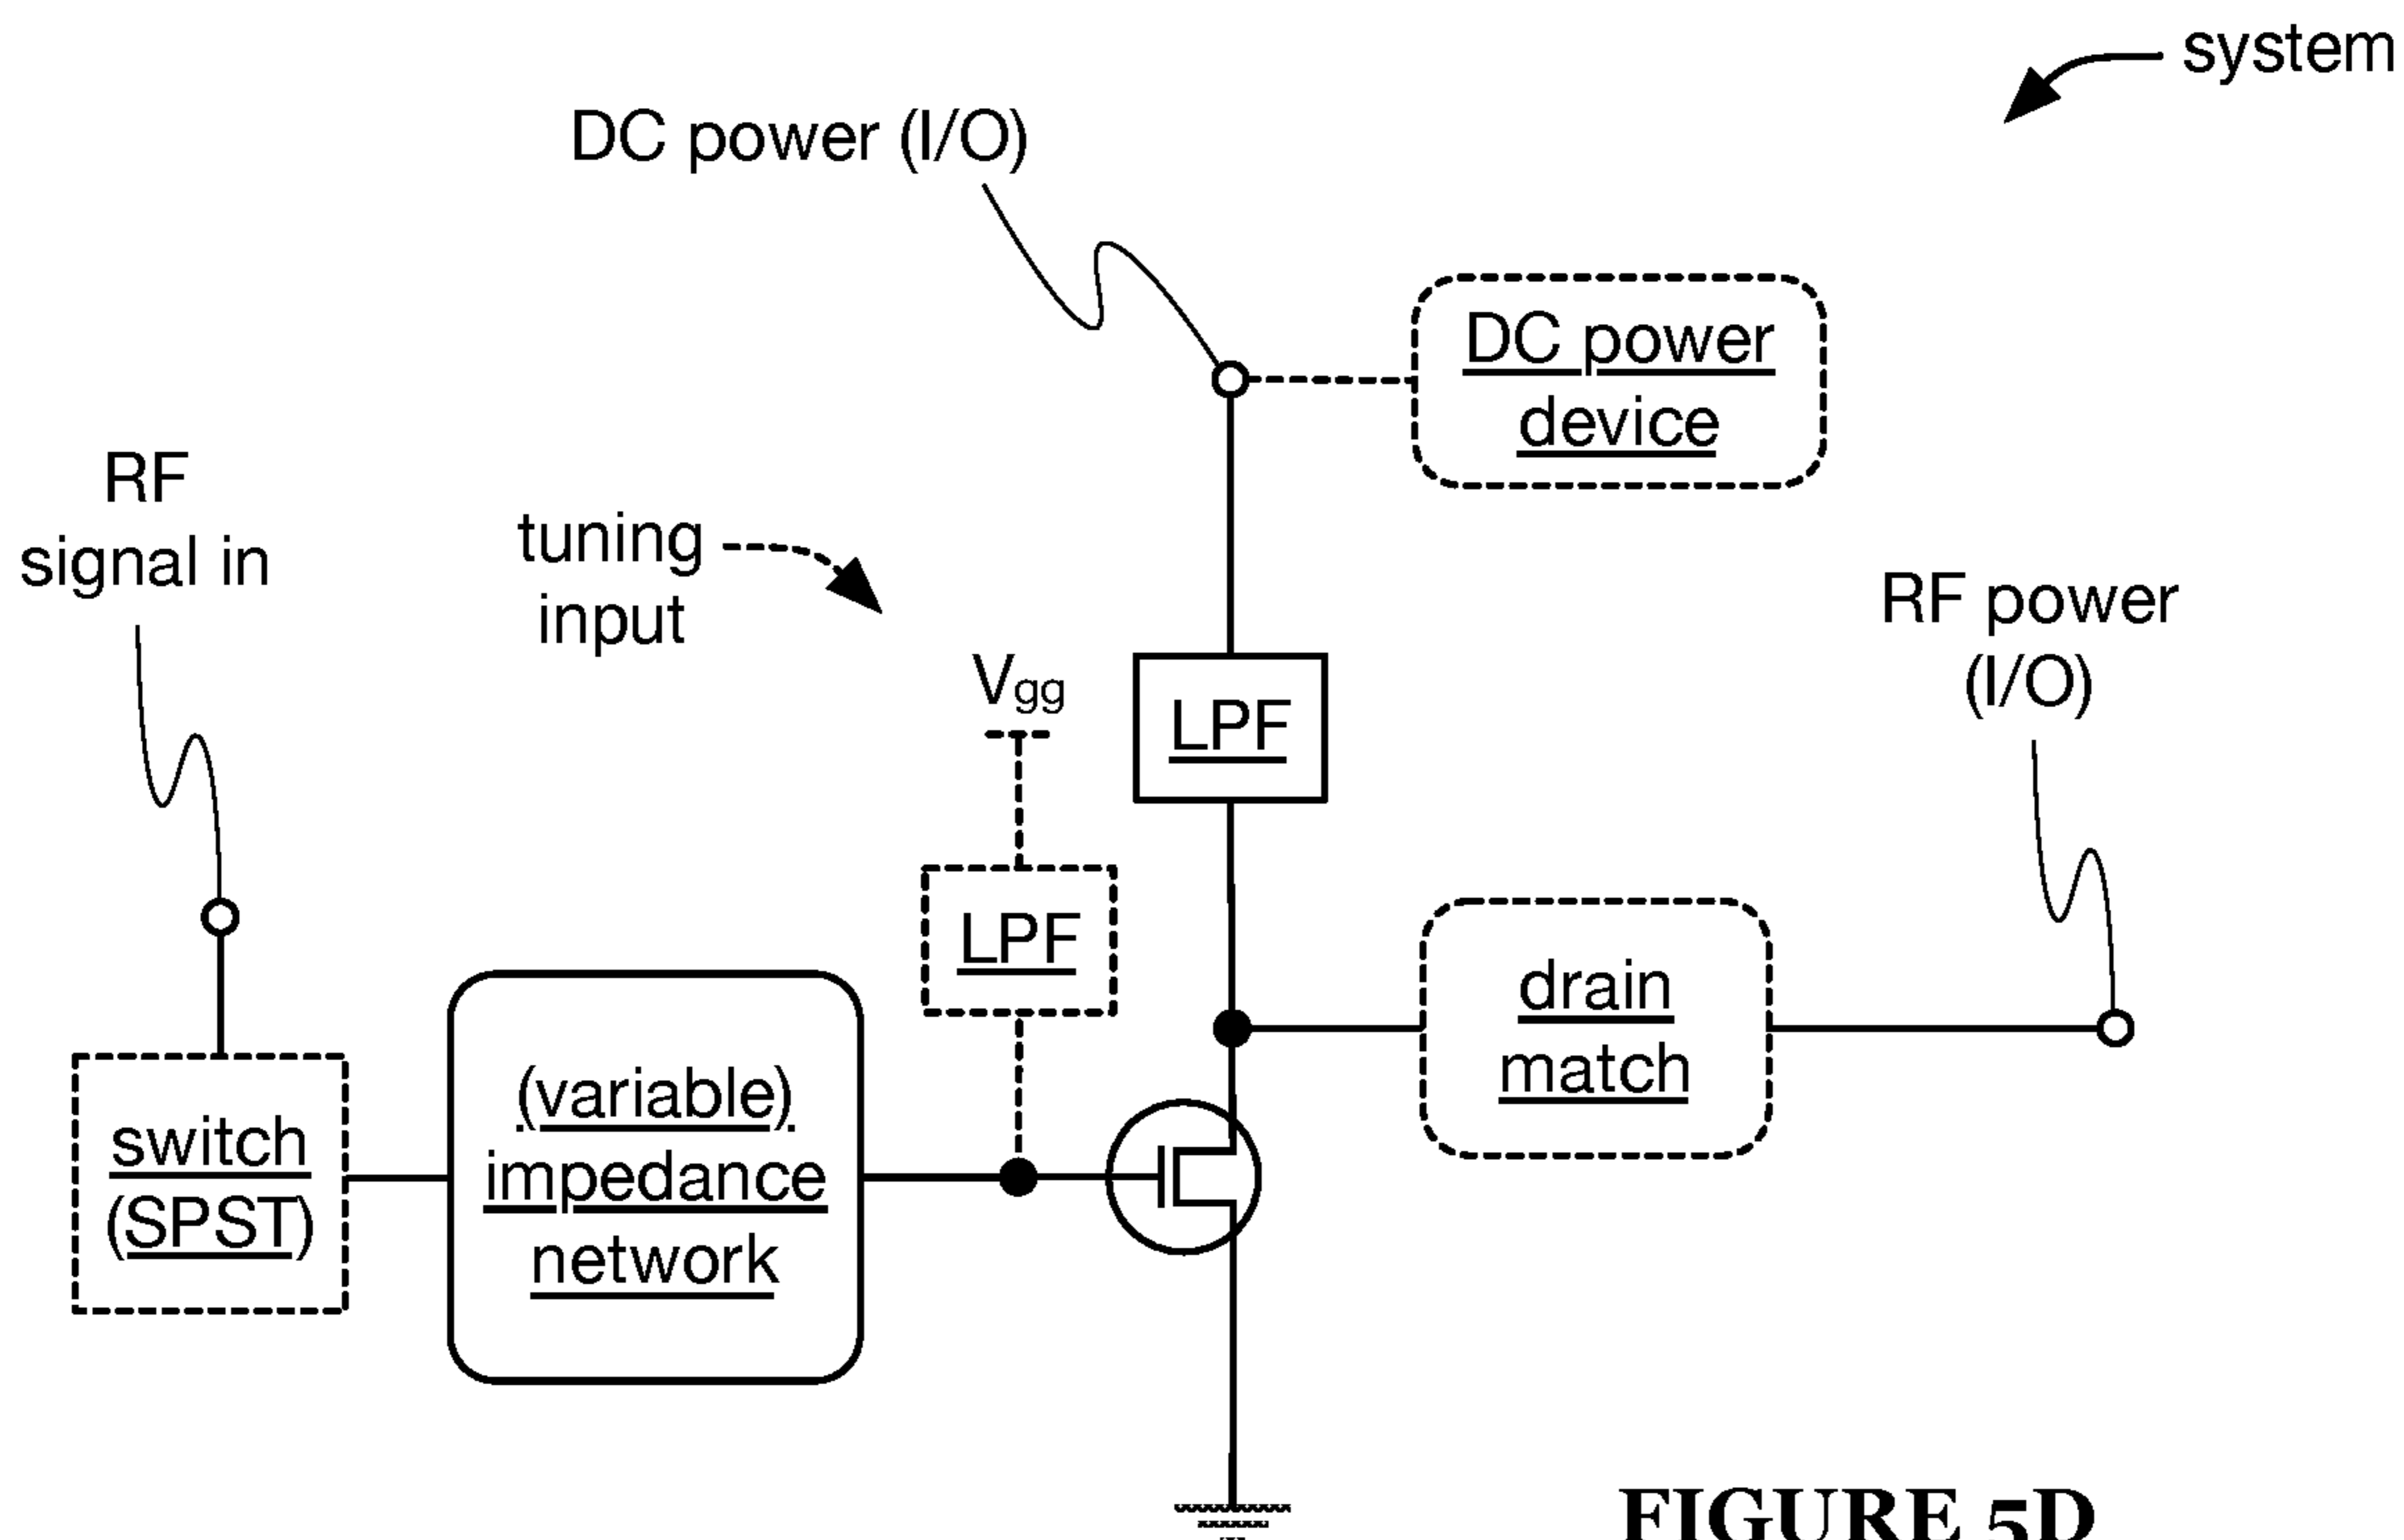 system
DC power (I/O)
DC power
device
RF
signal in
tuning
input
RF power
(I/O)
Vgg
LPF
LPF
drain
match
switch
(SPST)
(variable)
impedance
network
FIGURE 5D